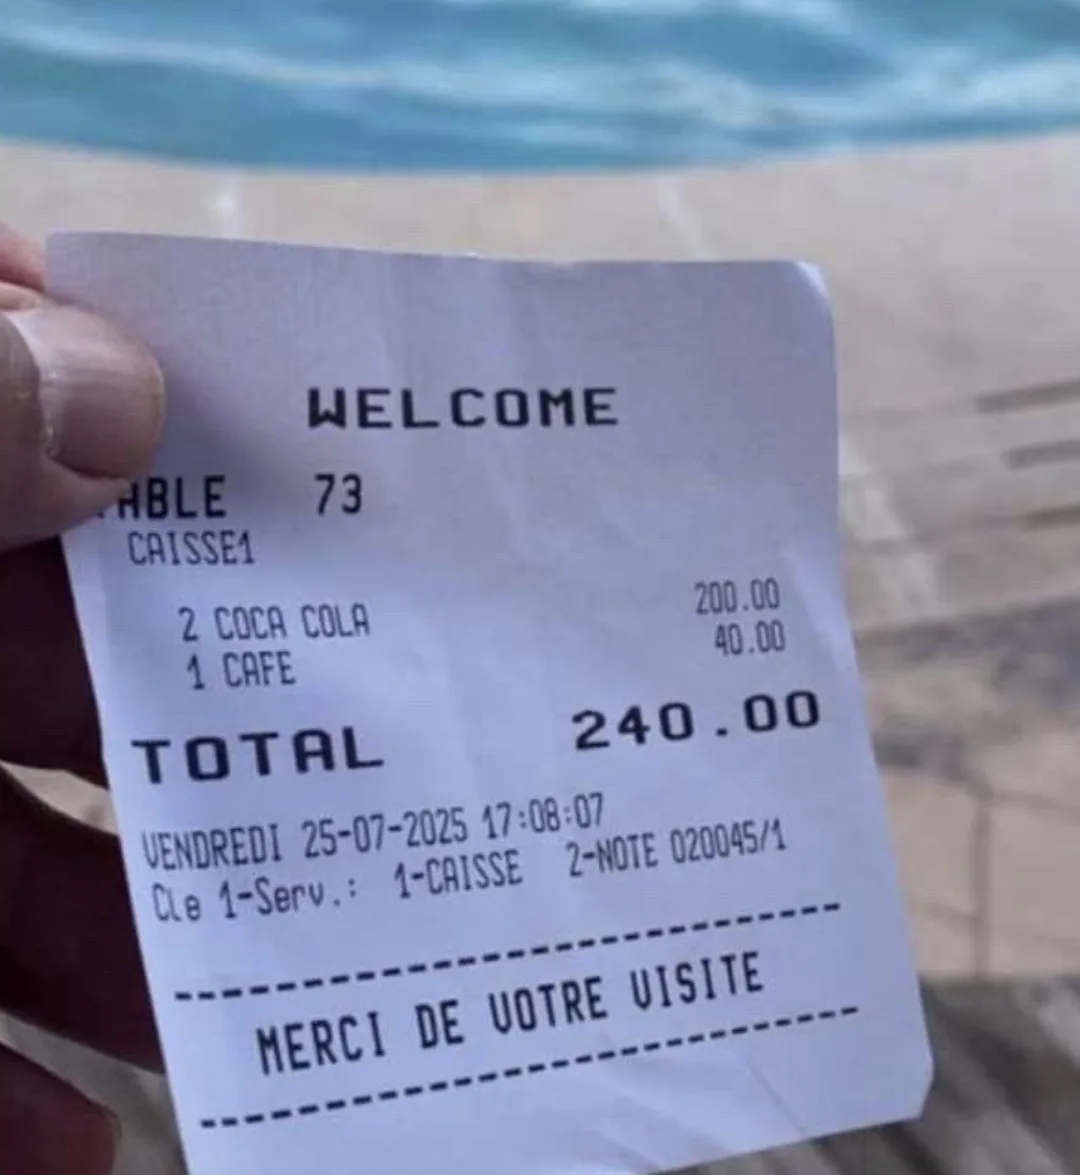 WELCOME
TABLE 73
CAISSE1
2 COCA COLA 200.00
1 CAFE 40.00
TOTAL 240.00
VENDREDI 25-07-2025 17:08:07
Cle 1-Serv.: 1-CAISSE 2-NOTE 020045/1
MERCI DE VOTRE VISITE